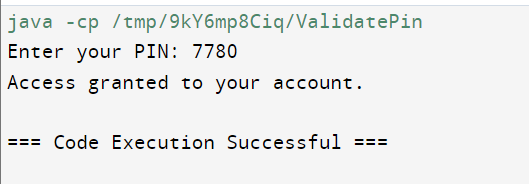 java -cp /tmp/9kY6mp8Ciq/ValidatePin
Enter your PIN: 7780
Access granted to your account.
=== Code Execution Successful ===